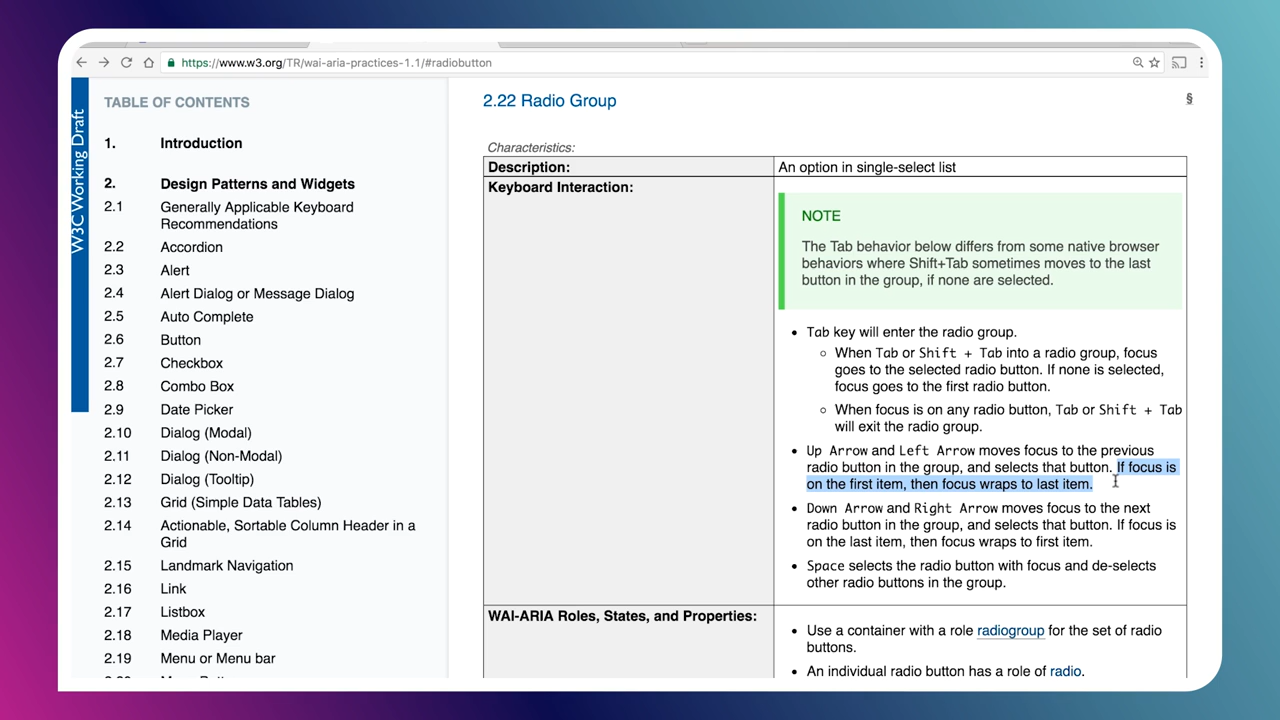 https://www.w3.org/TR/wai-aria-practices-1.1/#radiobutton
W3C Working Draft
TABLE OF CONTENTS
1. Introduction
2. Design Patterns and Widgets
2.1 Generally Applicable Keyboard
Recommendations
2.2 Accordion
2.3 Alert
2.4 Alert Dialog or Message Dialog
2.5 Auto Complete
2.6 Button
2.7 Checkbox
2.8 Combo Box
2.9 Date Picker
2.10 Dialog (Modal)
2.11 Dialog (Non-Modal)
2.12 Dialog (Tooltip)
2.13 Grid (Simple Data Tables)
2.14 Actionable, Sortable Column Header in a
Grid
2.15 Landmark Navigation
2.16 Link
2.17 Listbox
2.18 Media Player
2.19 Menu or Menu bar
2.22 Radio Group
§
Characteristics:
Description: An option in single-select list
Keyboard Interaction:
NOTE
The Tab behavior below differs from some native browser
behaviors where Shift+Tab sometimes moves to the last
button in the group, if none are selected.
• Tab key will enter the radio group.
◦ When Tab or Shift + Tab into a radio group, focus
goes to the selected radio button. If none is selected,
focus goes to the first radio button.
◦ When focus is on any radio button, Tab or Shift + Tab
will exit the radio group.
• Up Arrow and Left Arrow moves focus to the previous
radio button in the group, and selects that button. If focus is
on the first item, then focus wraps to last item.
• Down Arrow and Right Arrow moves focus to the next
radio button in the group, and selects that button. If focus is
on the last item, then focus wraps to first item.
• Space selects the radio button with focus and de-selects
other radio buttons in the group.
WAI-ARIA Roles, States, and Properties:
• Use a container with a role radiogroup for the set of radio
buttons.
• An individual radio button has a role of radio.